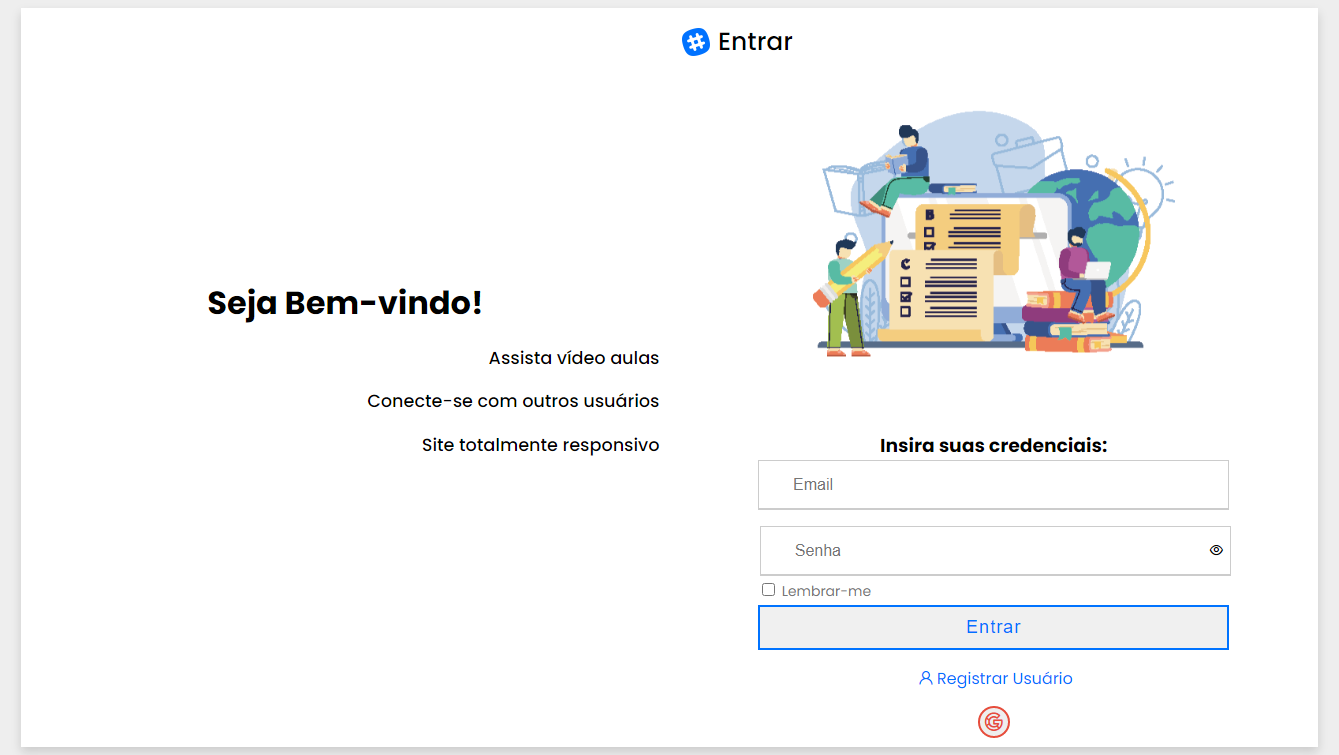 Entrar
B
C
Seja Bem-vindo!
Assista vídeo aulas
Conecte-se com outros usuários
Site totalmente responsivo
Insira suas credenciais:
Email
Senha
Lembrar-me
Entrar
Registrar Usuário
G